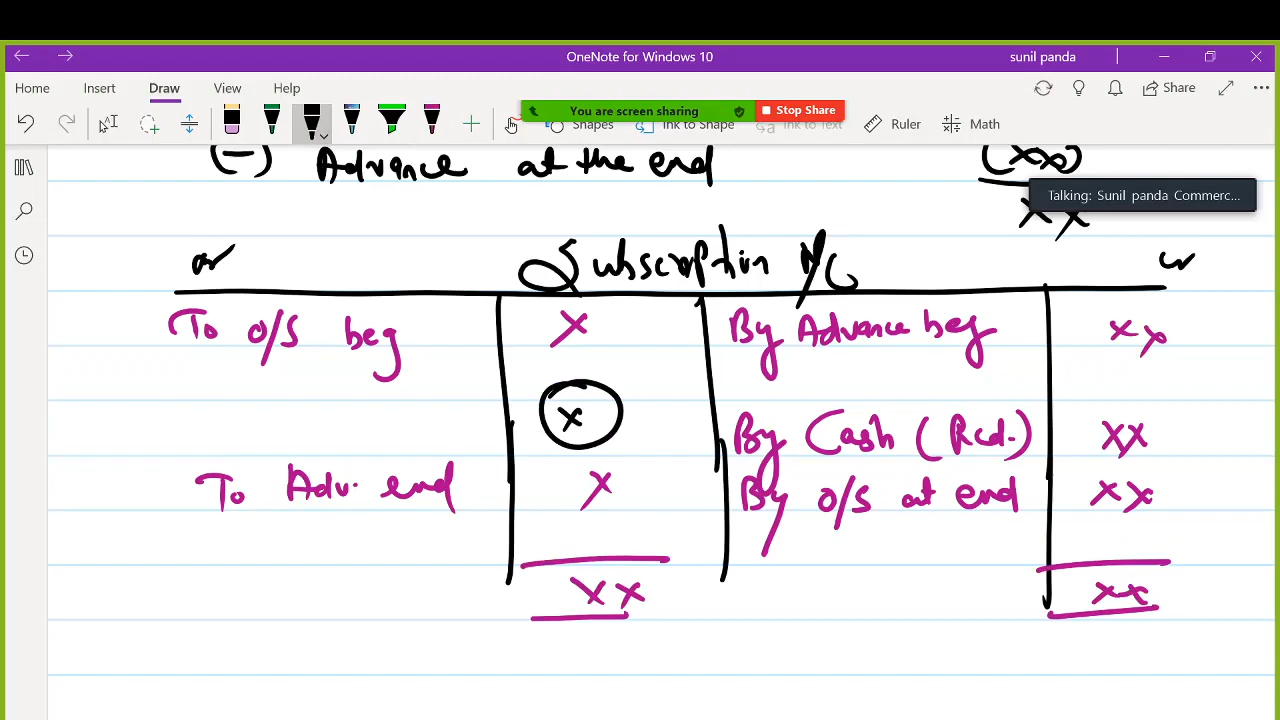 OneNote for Windows 10
sunil panda
Home Insert Draw View Help
Share
You are screen sharing
Stop Share
Shapes
Ink to Shape
Ink to Text
Ruler
Math
(-) Advance at the end (xx)
Talking: Sunil panda Commerc...
xx
dr Subscription A/c cr
To O/S beg x By Advance beg xx
x By Cash (Rcd.) xx
To Adv. end x By O/S at end xx
xx xx